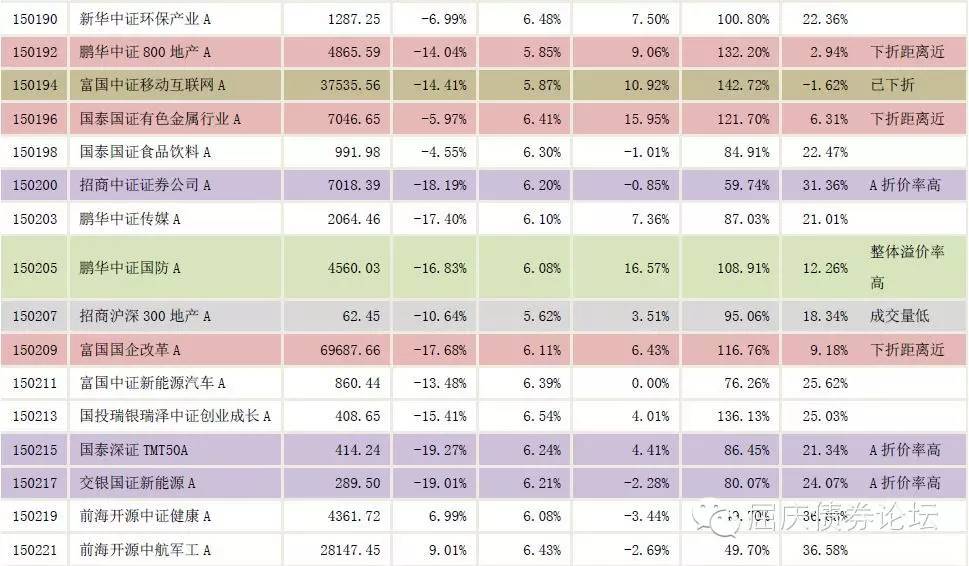 150190 新华中证环保产业 A 1287.25 -6.99% 6.48% 7.50% 100.80% 22.36%
150192 鹏华中证 800 地产 A 4865.59 -14.04% 5.85% 9.06% 132.20% 2.94% 下折距离近
150194 富国中证移动互联网 A 37535.56 -14.41% 5.87% 10.92% 142.72% -1.62% 已下折
150196 国泰国证有色金属行业 A 7046.65 -5.97% 6.41% 15.95% 121.70% 6.31% 下折距离近
150198 国泰国证食品饮料 A 991.98 -4.55% 6.30% -1.01% 84.91% 22.47%
150200 招商中证证券公司 A 7018.39 -18.19% 6.20% -0.85% 59.74% 31.36% A 折价率高
150203 鹏华中证传媒 A 2064.46 -17.40% 6.10% 7.36% 87.03% 21.01%
150205 鹏华中证国防 A 4560.03 -16.83% 6.08% 16.57% 108.91% 12.26% 整体溢价率
高
150207 招商沪深 300 地产 A 62.45 -10.64% 5.62% 3.51% 95.06% 18.34% 成交量低
150209 富国国企改革 A 69687.66 -17.68% 6.11% 6.43% 116.76% 9.18% 下折距离近
150211 富国中证新能源汽车 A 860.44 -13.48% 6.39% 0.00% 76.26% 25.62%
150213 国投瑞银瑞泽中证创业成长 A 408.65 -15.41% 6.54% 4.01% 136.13% 25.03%
150215 国泰深证 TMT50A 414.24 -19.27% 6.24% 4.41% 86.45% 21.34% A 折价率高
150217 交银国证新能源 A 289.50 -19.01% 6.21% -2.28% 80.07% 24.07% A 折价率高
150219 前海开源中证健康 A 4361.72 6.99% 6.08% -3.44%
屈庆债券论坛
150221 前海开源中航军工 A 28147.45 9.01% 6.43% -2.69% 49.70% 36.58%